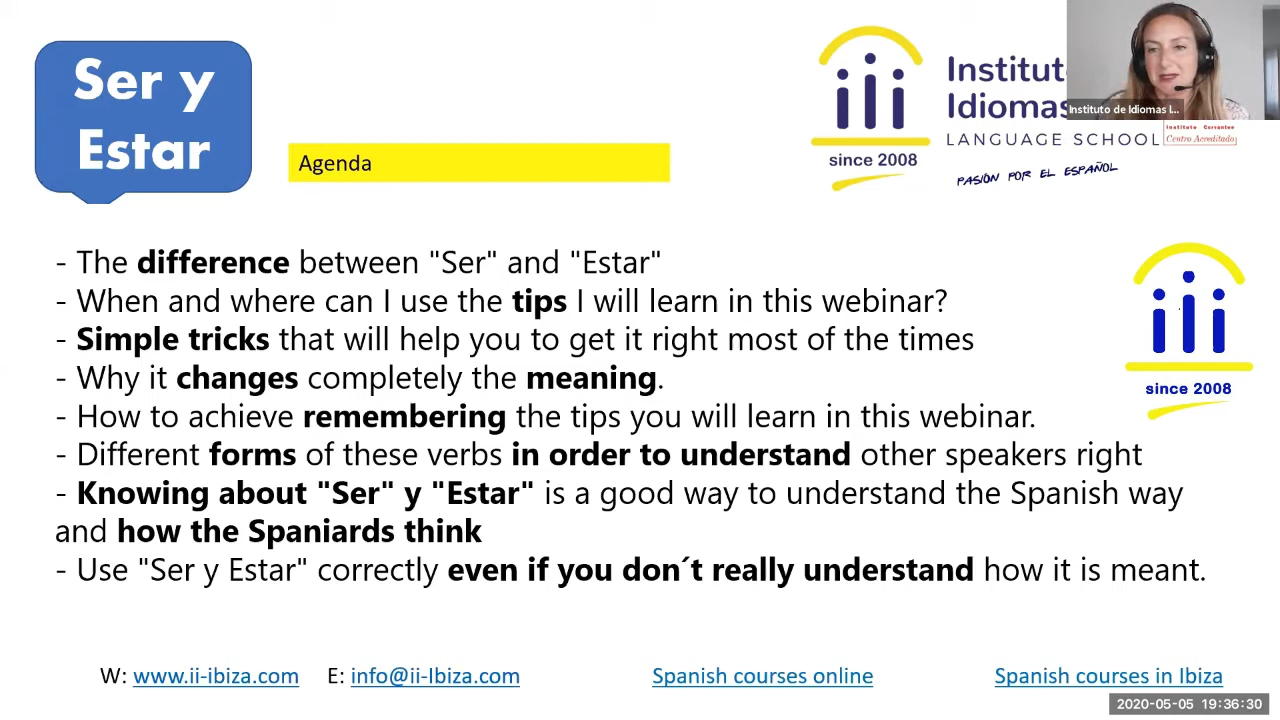 Ser y
Estar
Agenda
Institut
Idiomas
LANGUAGE SCHOOL
since 2008
PASIÓN POR EL ESPAÑOL
Instituto de Idiomas I...
Instituto Cervantes
Centro Acreditado
- The difference between "Ser" and "Estar"
- When and where can I use the tips I will learn in this webinar?
- Simple tricks that will help you to get it right most of the times
- Why it changes completely the meaning.
- How to achieve remembering the tips you will learn in this webinar.
- Different forms of these verbs in order to understand other speakers right
- Knowing about "Ser" y "Estar" is a good way to understand the Spanish way
and how the Spaniards think
- Use "Ser y Estar" correctly even if you don´t really understand how it is meant.
since 2008
W: www.ii-ibiza.com E: info@ii-Ibiza.com Spanish courses online Spanish courses in Ibiza
2020-05-05 19:36:30